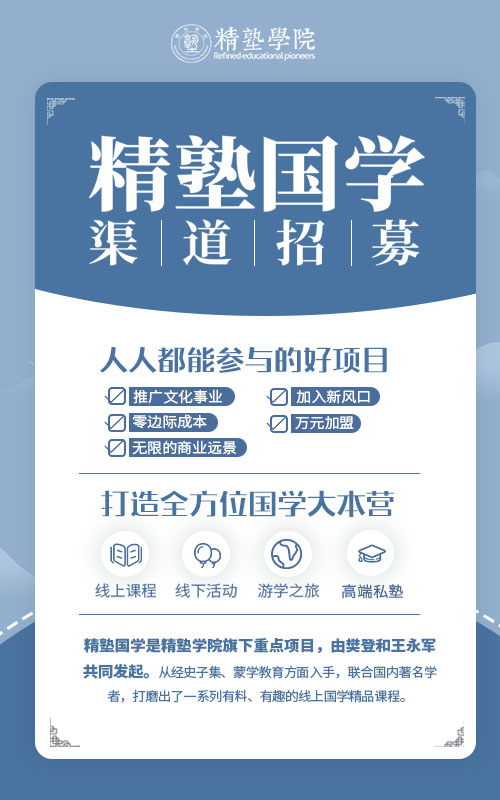 精塾學院
Refined educational pioneers
精塾国学
渠道招募
人人都能参与的好项目
推广文化事业 加入新风口
零边际成本 万元加盟
无限的商业远景
打造全方位国学大本营
线上课程 线下活动 游学之旅 高端私塾
精塾国学是精塾学院旗下重点项目，由樊登和王永军
共同发起。从经史子集、蒙学教育方面入手，联合国内著名学
者，打磨出了一系列有料、有趣的线上国学精品课程。